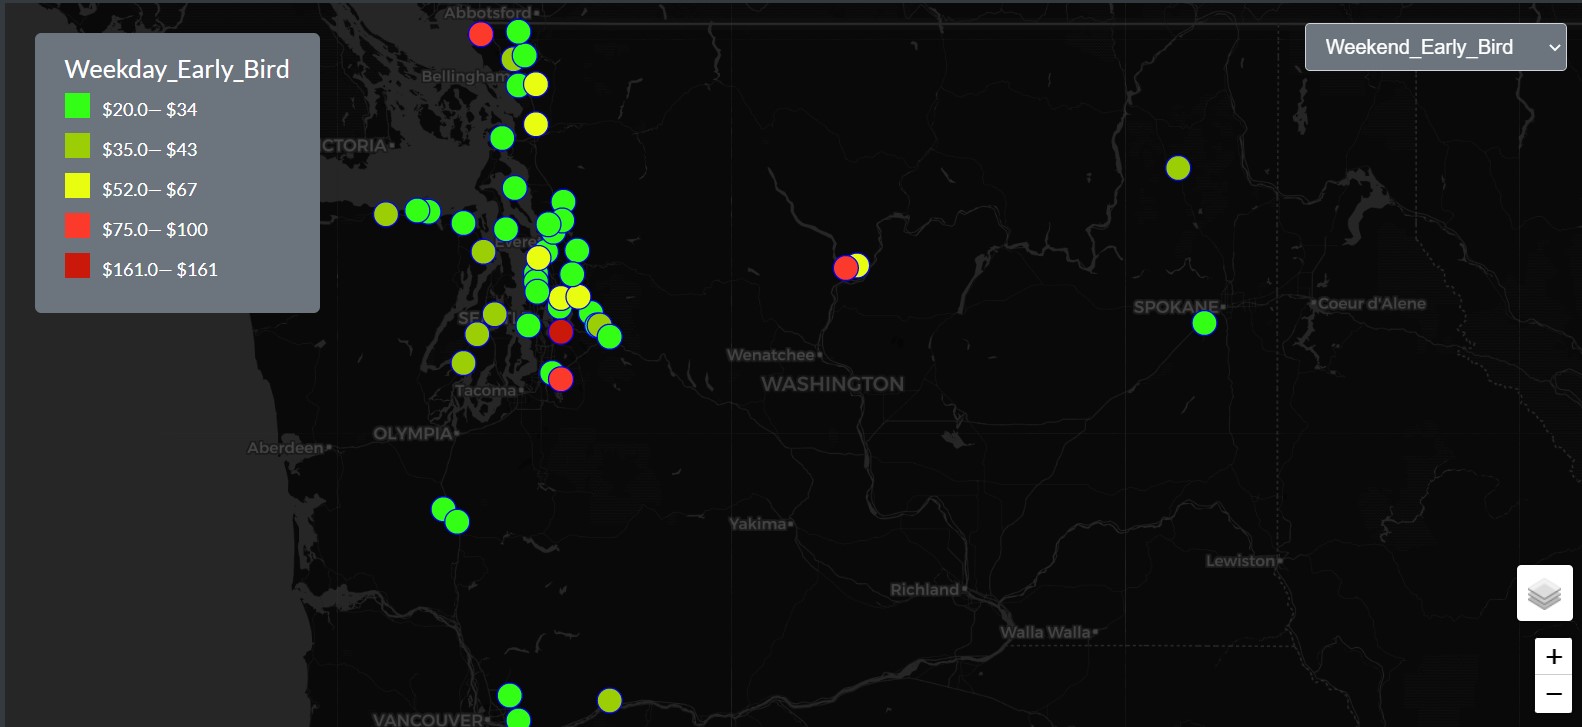 Abbotsford
Weekday_Early_Bird
$20.0— $34
$35.0— $43
$52.0— $67
$75.0— $100
$161.0— $161
Weekend_Early_Bird
Bellingham
CTORIA
Evere
SPOKANE
Coeur d'Alene
Wenatchee
WASHINGTON
Tacoma
OLYMPIA
Aberdeen
Yakima
Lewiston
Richland
Walla Walla
VANCOUVER
+
−